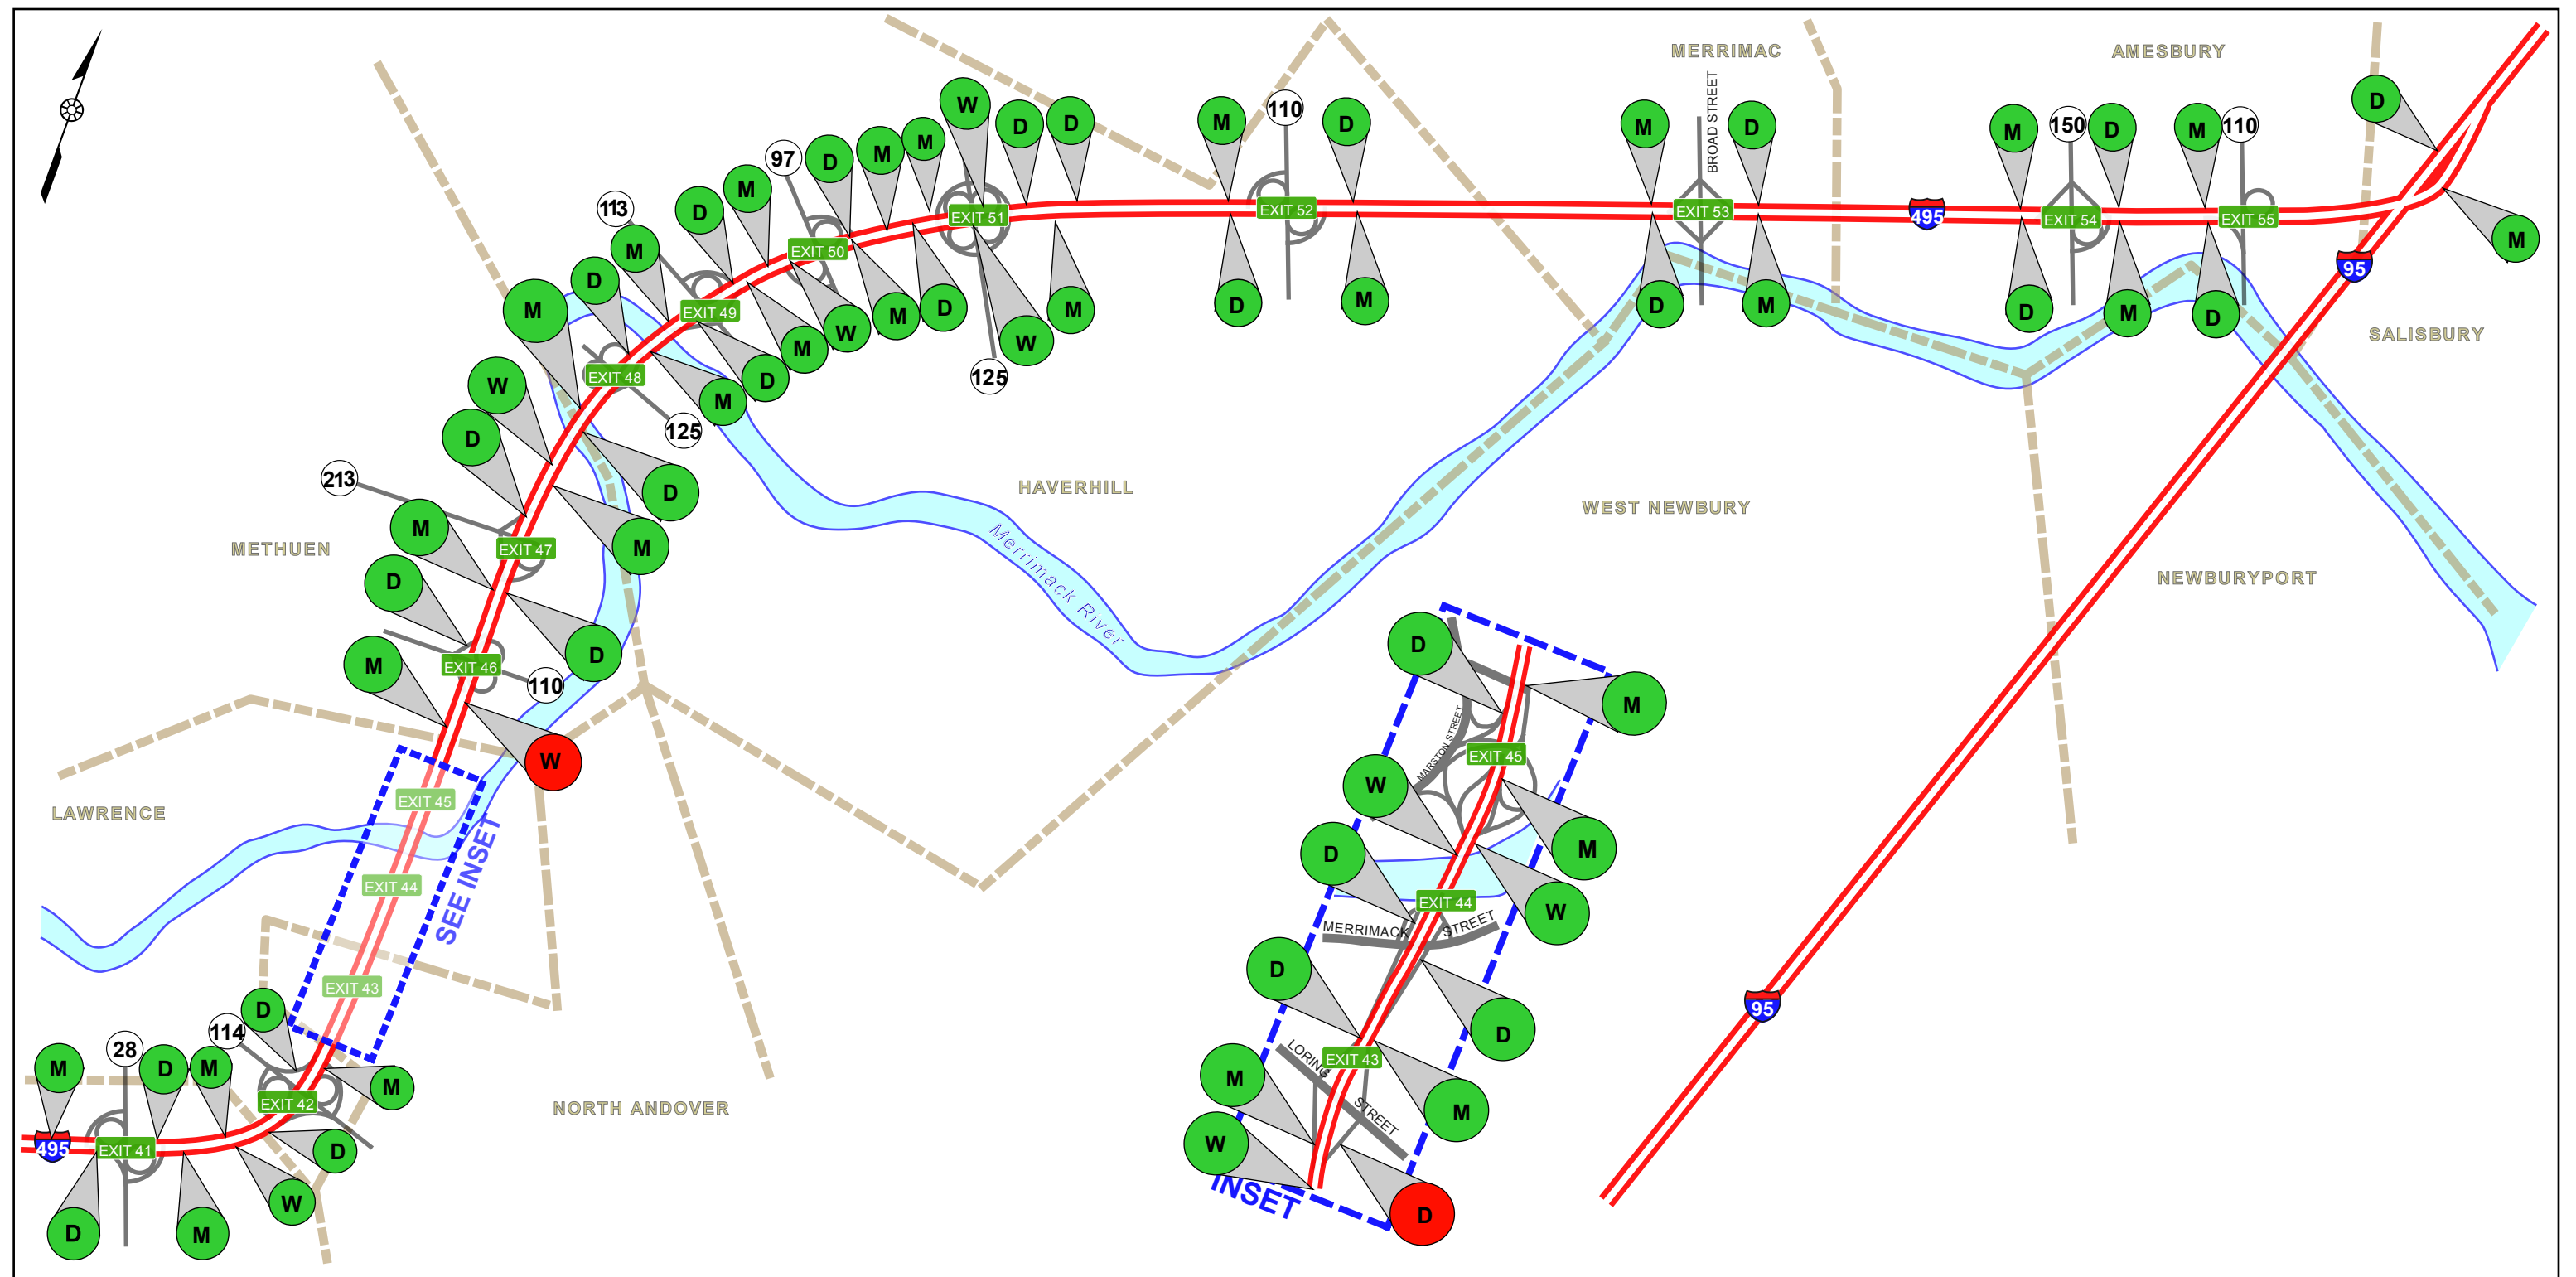 MERRIMAC
AMESBURY
BROAD STREET
W
D
D
M
110
D
M
D
M
150
D
M
110
D
97
D
M
M
M
D
113
M
D
M
EXIT 51
EXIT 52
EXIT 53
495
EXIT 54
EXIT 55
M
95
EXIT 50
EXIT 49
EXIT 48
M
W
M
D
W
M
D
M
D
M
D
M
D
M
D
125
M
125
SALISBURY
W
D
213
M
D
M
HAVERHILL
WEST NEWBURY
Merrimack River
METHUEN
EXIT 47
D
M
D
EXIT 46
110
NEWBURYPORT
M
W
LAWRENCE
EXIT 45
EXIT 44
EXIT 43
SEE INSET
D
M
MARSTON STREET
EXIT 45
W
M
D
EXIT 44
W
MERRIMACK STREET
D
D
95
LORING STREET
EXIT 43
M
M
W
D
INSET
NORTH ANDOVER
D
114
28
M
D
M
M
EXIT 42
495
EXIT 41
D
W
D
M